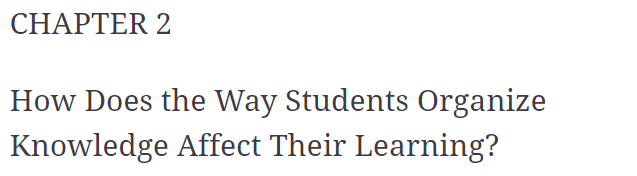 CHAPTER 2
How Does the Way Students Organize
Knowledge Affect Their Learning?